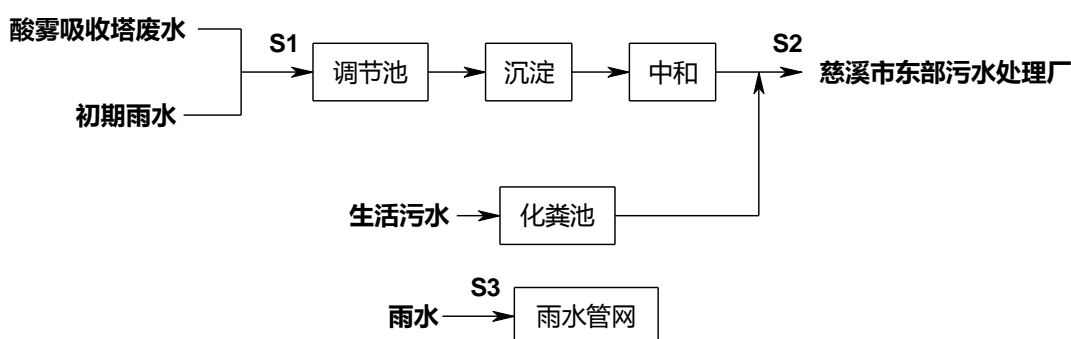 酸雾吸收塔废水
S1
调节池
沉淀
中和
S2
慈溪市东部污水处理厂
初期雨水
生活污水
化粪池
S3
雨水
雨水管网